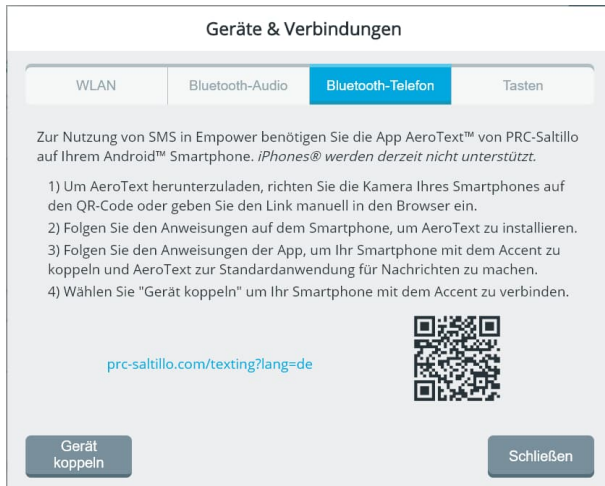 Geräte & Verbindungen
WLAN
Bluetooth-Audio
Bluetooth-Telefon
Tasten
Zur Nutzung von SMS in Empower benötigen Sie die App AeroText™ von PRC-Saltillo
auf Ihrem Android™ Smartphone. iPhones® werden derzeit nicht unterstützt.
1) Um AeroText herunterzuladen, richten Sie die Kamera Ihres Smartphones auf
den QR-Code oder geben Sie den Link manuell in den Browser ein.
2) Folgen Sie den Anweisungen auf dem Smartphone, um AeroText zu installieren.
3) Folgen Sie den Anweisungen der App, um Ihr Smartphone mit dem Accent zu
koppeln und AeroText zur Standardanwendung für Nachrichten zu machen.
4) Wählen Sie "Gerät koppeln" um Ihr Smartphone mit dem Accent zu verbinden.
prc-saltillo.com/texting?lang=de
Gerät
koppeln
Schließen